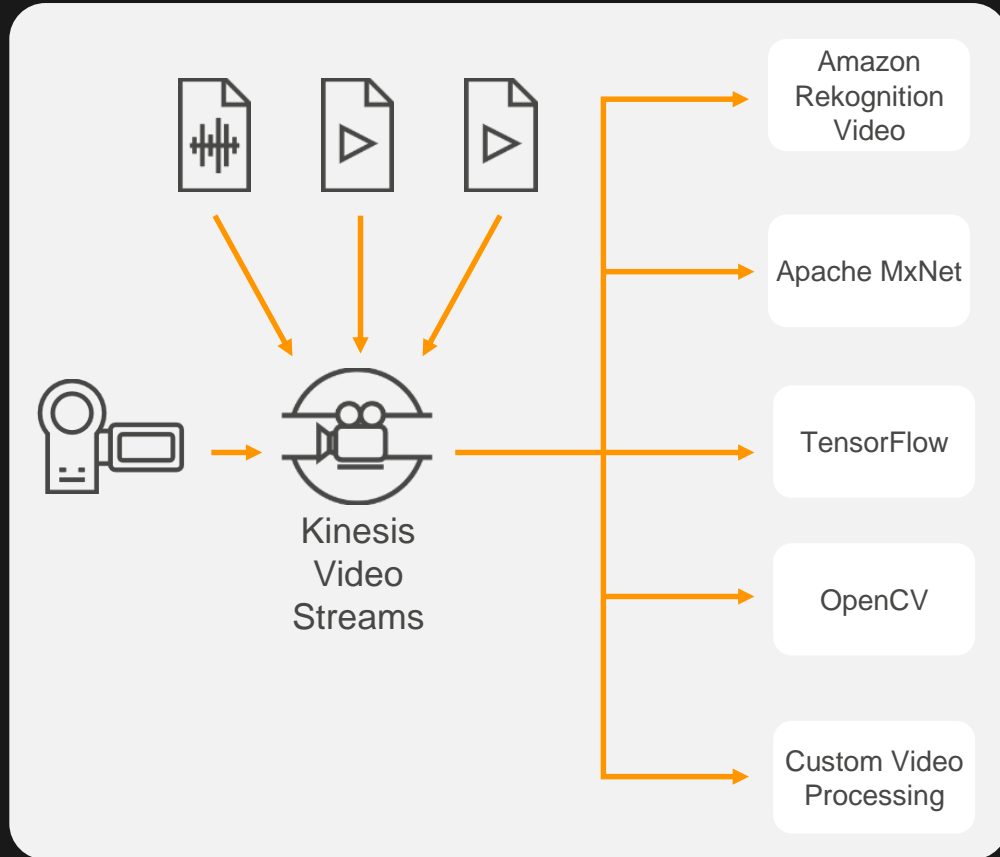 Amazon
Rekognition
Video
Apache MxNet
Kinesis
Video
Streams
TensorFlow
OpenCV
Custom Video
Processing